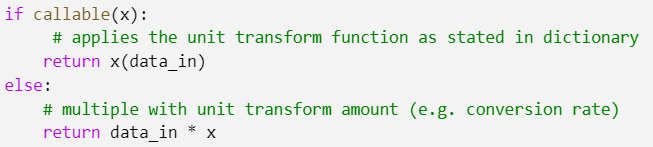 if callable(x):
# applies the unit transform function as stated in dictionary
return x(data_in)
else:
# multiple with unit transform amount (e.g. conversion rate)
return data_in * x